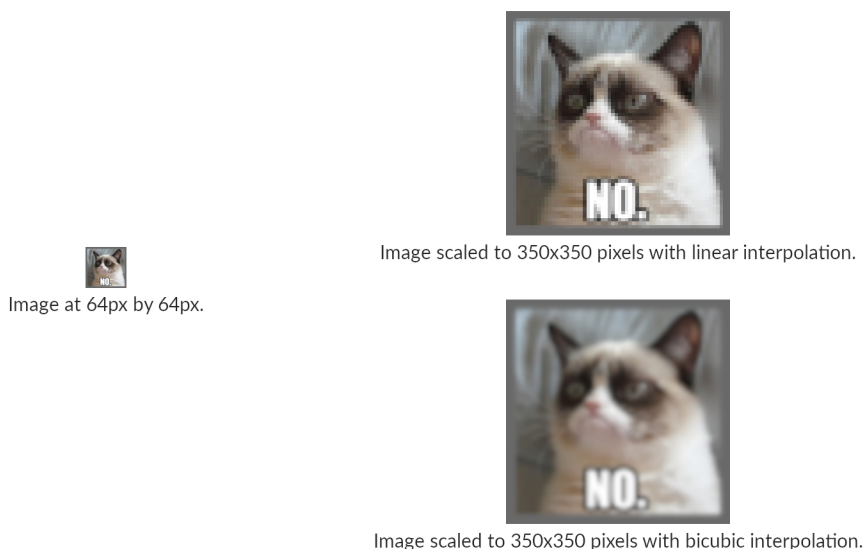 NO.
Image scaled to 350x350 pixels with linear interpolation.
NO.
Image at 64px by 64px.
NO.
Image scaled to 350x350 pixels with bicubic interpolation.